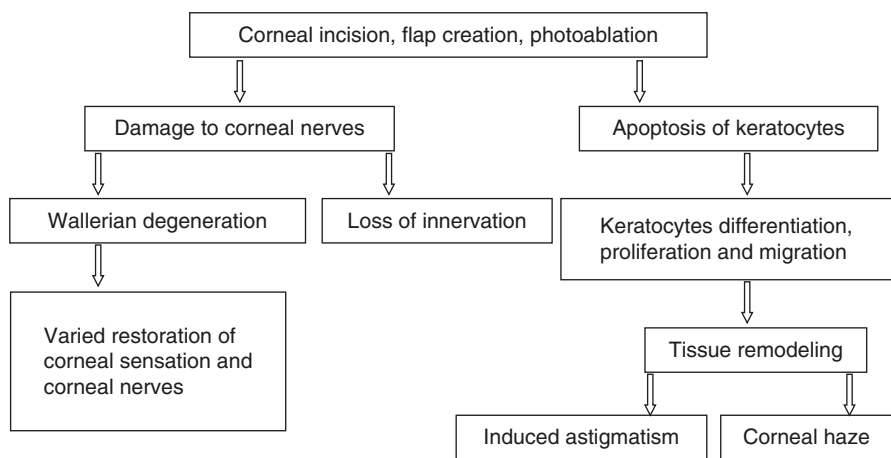 Corneal incision, flap creation, photoablation
Damage to corneal nerves
Apoptosis of keratocytes
Wallerian degeneration
Loss of innervation
Keratocytes differentiation,
proliferation and migration
Varied restoration of
corneal sensation and
corneal nerves
Tissue remodeling
Induced astigmatism
Corneal haze